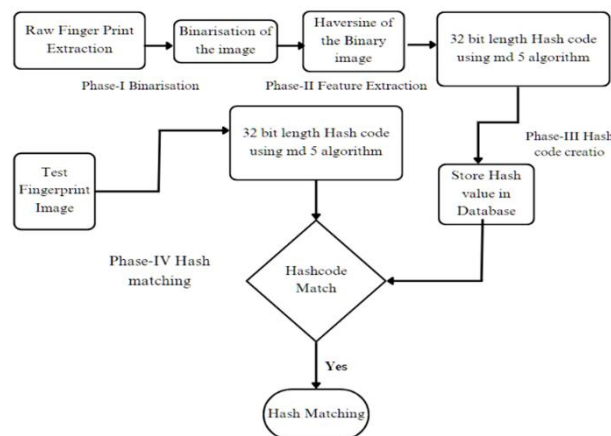 Raw Finger Print
Extraction
Binarisation of
the image
Haversine of
the Binary
image
32 bit length Hash code
using md 5 algorithm
Phase-I Binarisation
Phase-II Feature Extraction
32 bit length Hash code
using md 5 algorithm
Phase-III Hash
code creatio
Test
Fingerprint
Image
Store Hash
value in
Database
Phase-IV Hash
matching
Hashcode
Match
Yes
Hash Matching